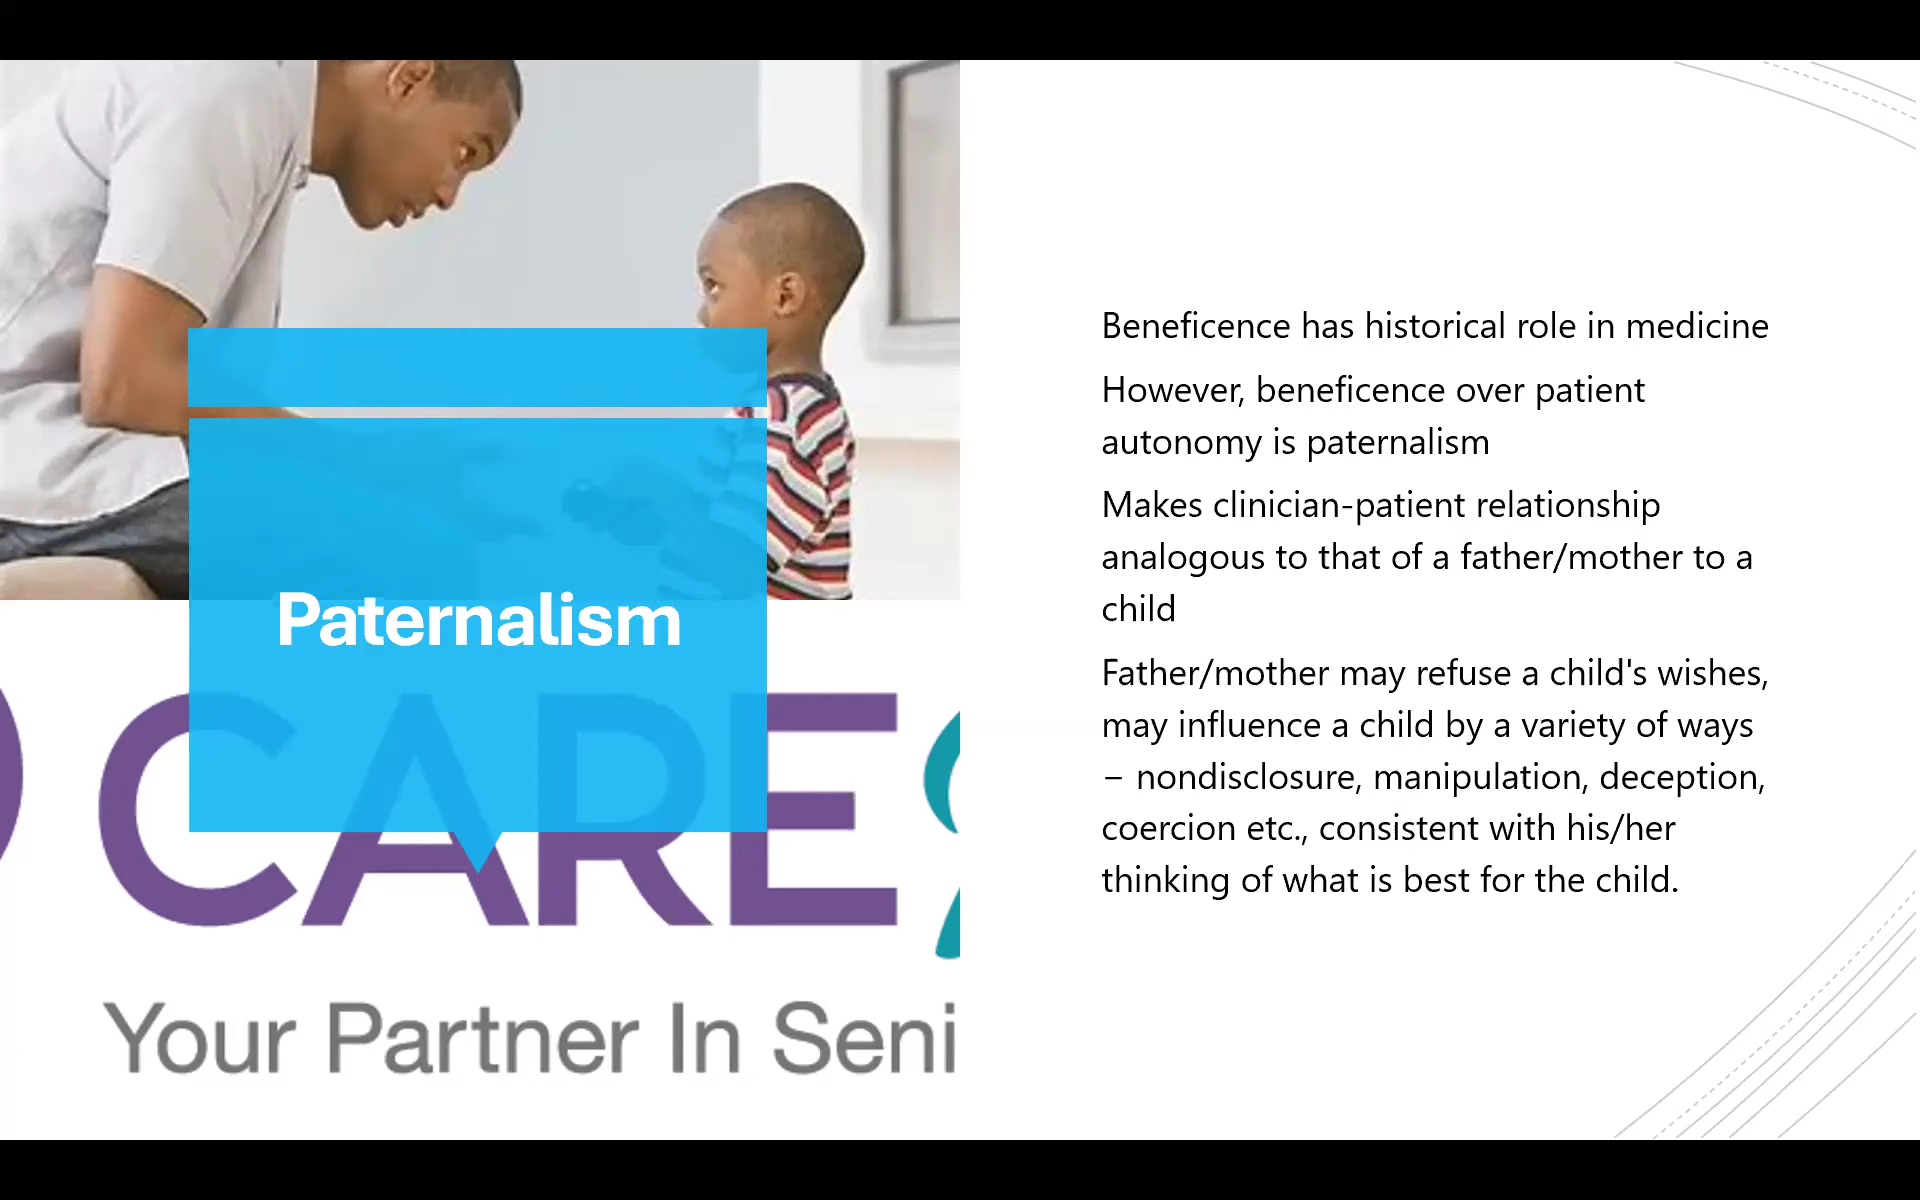 Paternalism
CARE
Your Partner In Seni
Beneficence has historical role in medicine
However, beneficence over patient
autonomy is paternalism
Makes clinician-patient relationship
analogous to that of a father/mother to a
child
Father/mother may refuse a child's wishes,
may influence a child by a variety of ways
– nondisclosure, manipulation, deception,
coercion etc., consistent with his/her
thinking of what is best for the child.